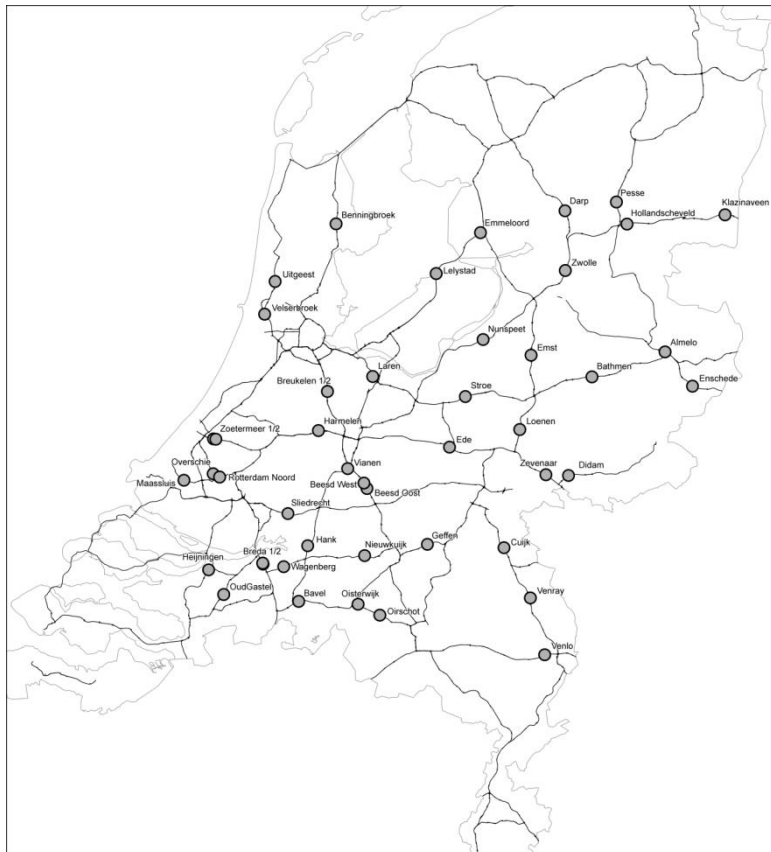 Pesse
Darp
Klazinaveen
Hollandscheveld
Benningbroek
Emmeloord
Zwolle
Lelystad
Uitgeest
Velserbroek
Nunspeet
Emst
Almelo
Laren
Bathmen
Enschede
Breukelen 1/2
Stroe
Zoetermeer 1/2
Harmelen
Loenen
Ede
Overschie
Vianen
Zevenaar
Didam
Rotterdam Noord
Maassluis
Beesd West
Beesd Oost
Sliedrecht
Hank
Geffen
Cuijk
Breda 1/2
Nieuwkuijk
Heijningen
Wagenberg
OudGastel
Bavel
Oisterwijk
Venray
Oirschot
Venlo